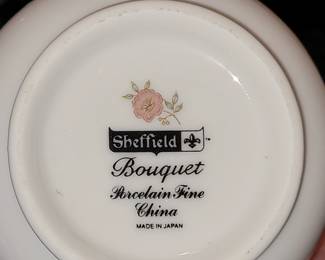 Sheffield
Bouquet
Porcelain Fine
China
MADE IN JAPAN